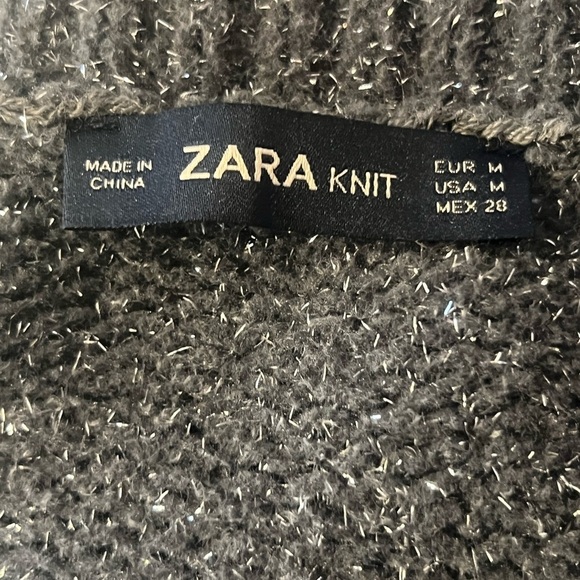 MADE IN
CHINA
ZARA KNIT
EUR M
USA M
MEX 28